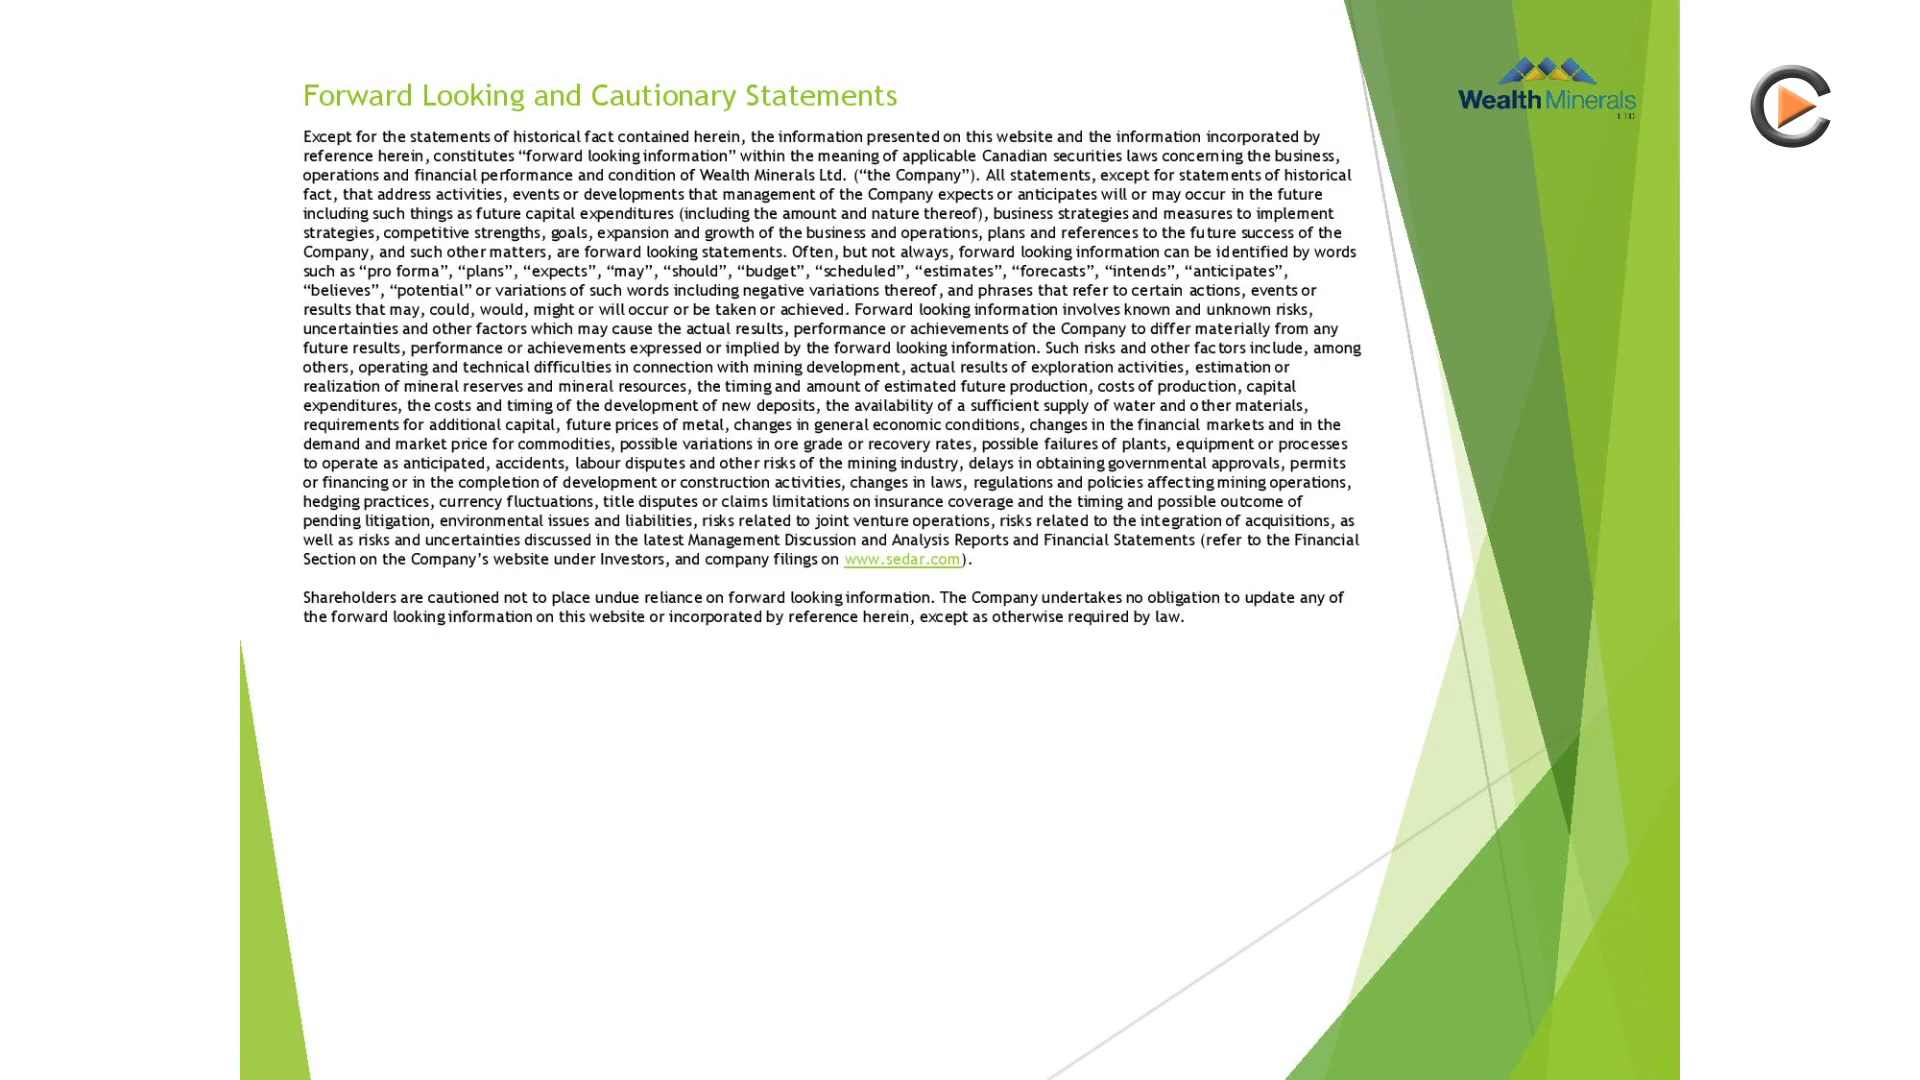 Forward Looking and Cautionary Statements
Wealth Minerals
LTD
Except for the statements of historical fact contained herein, the information presented on this website and the information incorporated by
reference herein, constitutes “forward looking information” within the meaning of applicable Canadian securities laws concerning the business,
operations and financial performance and condition of Wealth Minerals Ltd. (“the Company”). All statements, except for statements of historical
fact, that address activities, events or developments that management of the Company expects or anticipates will or may occur in the future
including such things as future capital expenditures (including the amount and nature thereof), business strategies and measures to implement
strategies, competitive strengths, goals, expansion and growth of the business and operations, plans and references to the future success of the
Company, and such other matters, are forward looking statements. Often, but not always, forward looking information can be identified by words
such as “pro forma”, “plans”, “expects”, “may”, “should”, “budget”, “scheduled”, “estimates”, “forecasts”, “intends”, “anticipates”,
“believes”, “potential” or variations of such words including negative variations thereof, and phrases that refer to certain actions, events or
results that may, could, would, might or will occur or be taken or achieved. Forward looking information involves known and unknown risks,
uncertainties and other factors which may cause the actual results, performance or achievements of the Company to differ materially from any
future results, performance or achievements expressed or implied by the forward looking information. Such risks and other factors include, among
others, operating and technical difficulties in connection with mining development, actual results of exploration activities, estimation or
realization of mineral reserves and mineral resources, the timing and amount of estimated future production, costs of production, capital
expenditures, the costs and timing of the development of new deposits, the availability of a sufficient supply of water and other materials,
requirements for additional capital, future prices of metal, changes in general economic conditions, changes in the financial markets and in the
demand and market price for commodities, possible variations in ore grade or recovery rates, possible failures of plants, equipment or processes
to operate as anticipated, accidents, labour disputes and other risks of the mining industry, delays in obtaining governmental approvals, permits
or financing or in the completion of development or construction activities, changes in laws, regulations and policies affecting mining operations,
hedging practices, currency fluctuations, title disputes or claims limitations on insurance coverage and the timing and possible outcome of
pending litigation, environmental issues and liabilities, risks related to joint venture operations, risks related to the integration of acquisitions, as
well as risks and uncertainties discussed in the latest Management Discussion and Analysis Reports and Financial Statements (refer to the Financial
Section on the Company’s website under Investors, and company filings on www.sedar.com).
Shareholders are cautioned not to place undue reliance on forward looking information. The Company undertakes no obligation to update any of
the forward looking information on this website or incorporated by reference herein, except as otherwise required by law.